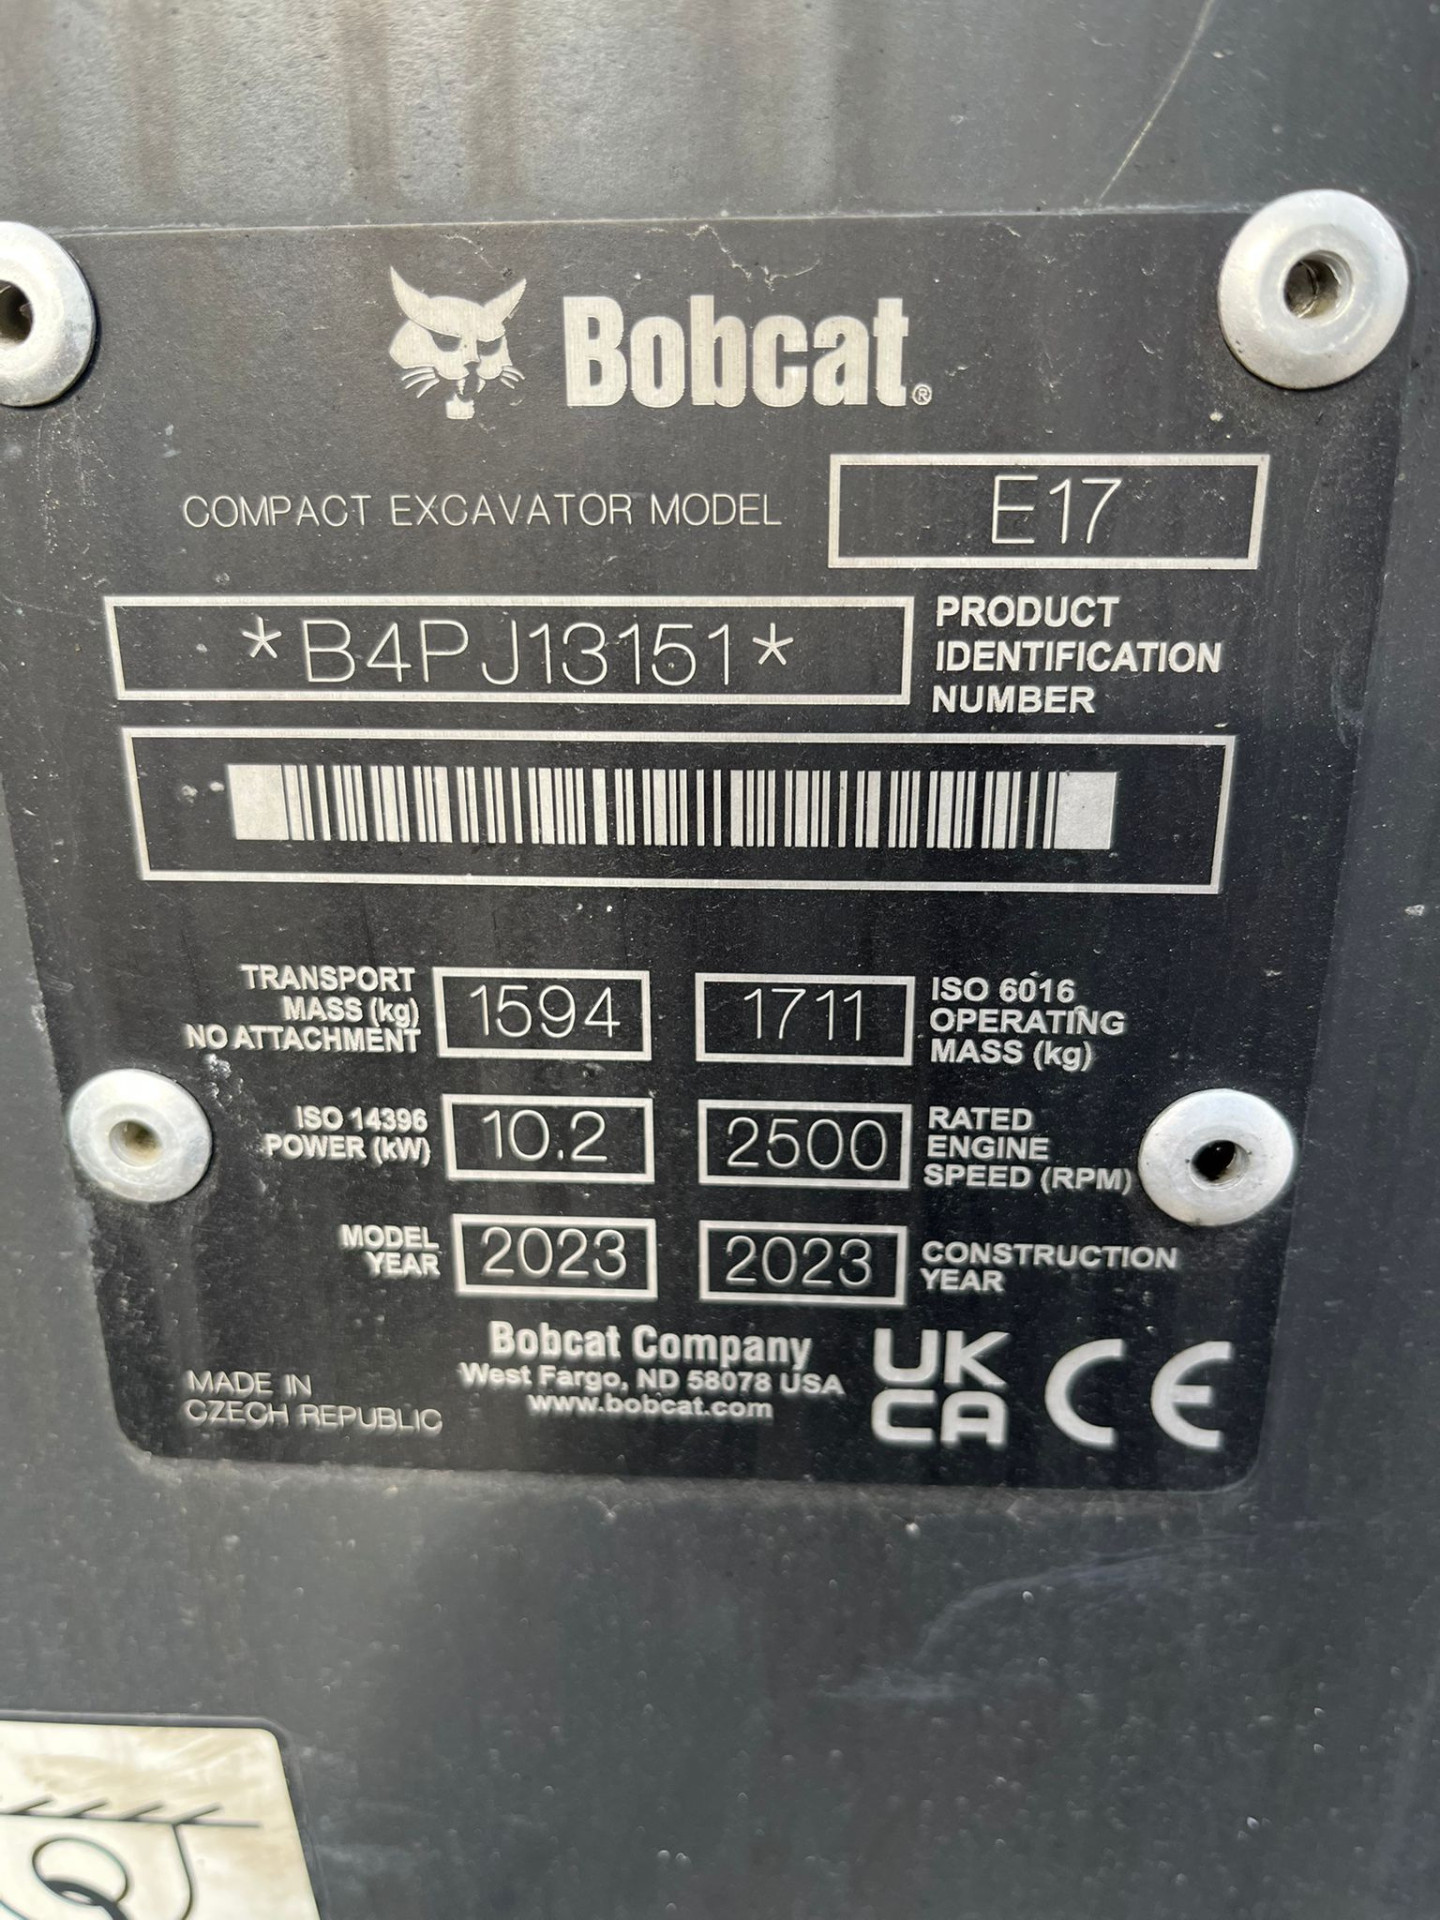 Bobcat®
COMPACT EXCAVATOR MODEL E17
*B4PJ13151*
PRODUCT
IDENTIFICATION
NUMBER
TRANSPORT
MASS (kg)
NO ATTACHMENT
1594
1711
ISO 6016
OPERATING
MASS (kg)
ISO 14396
POWER (kW)
10.2
2500
RATED
ENGINE
SPEED (RPM)
MODEL
YEAR
2023
2023
CONSTRUCTION
YEAR
MADE IN
CZECH REPUBLIC
Bobcat Company
West Fargo, ND 58078 USA
www.bobcat.com
UK
CA
CE